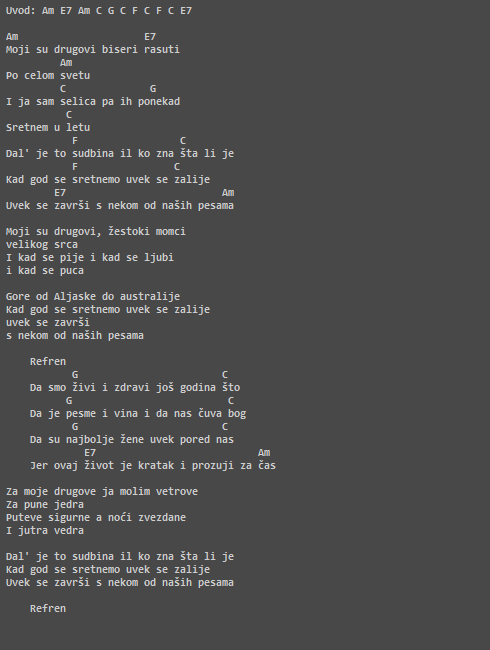 Uvod: Am E7 Am C G C F C F C E7

Am                     E7
Moji su drugovi biseri rasuti
         Am
Po celom svetu
         C              G
I ja sam selica pa ih ponekad
          C
Sretnem u letu
           F                 C
Dal' je to sudbina il ko zna šta li je
           F                C
Kad god se sretnemo uvek se zalije
        E7                          Am
Uvek se završi s nekom od naših pesama

Moji su drugovi, žestoki momci
velikog srca
I kad se pije i kad se ljubi
i kad se puca

Gore od Aljaske do australije
Kad god se sretnemo uvek se zalije
uvek se završi
s nekom od naših pesama

    Refren
           G                        C
    Da smo živi i zdravi još godina što
          G                          C
    Da je pesme i vina i da nas čuva bog
           G                        C
    Da su najbolje žene uvek pored nas
             E7                           Am
    Jer ovaj život je kratak i prozuji za čas

Za moje drugove ja molim vetrove
Za pune jedra
Puteve sigurne a noći zvezdane
I jutra vedra

Dal' je to sudbina il ko zna šta li je
Kad god se sretnemo uvek se zalije
Uvek se završi s nekom od naših pesama

    Refren